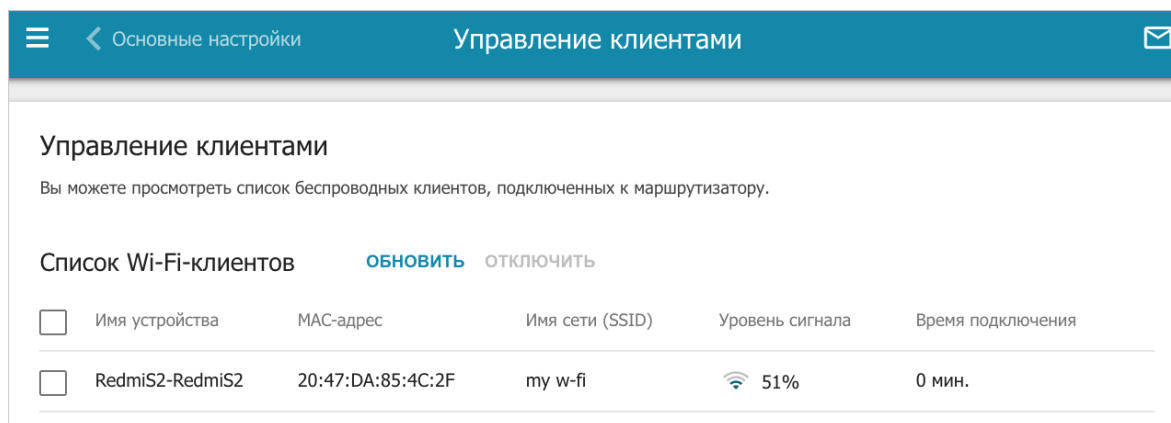 Основные настройки Управление клиентами
Управление клиентами
Вы можете просмотреть список беспроводных клиентов, подключенных к маршрутизатору.
Список Wi-Fi-клиентов ОБНОВИТЬ ОТКЛЮЧИТЬ
Имя устройства MAC-адрес Имя сети (SSID) Уровень сигнала Время подключения
RedmiS2-RedmiS2 20:47:DA:85:4C:2F my w-fi 51% 0 мин.